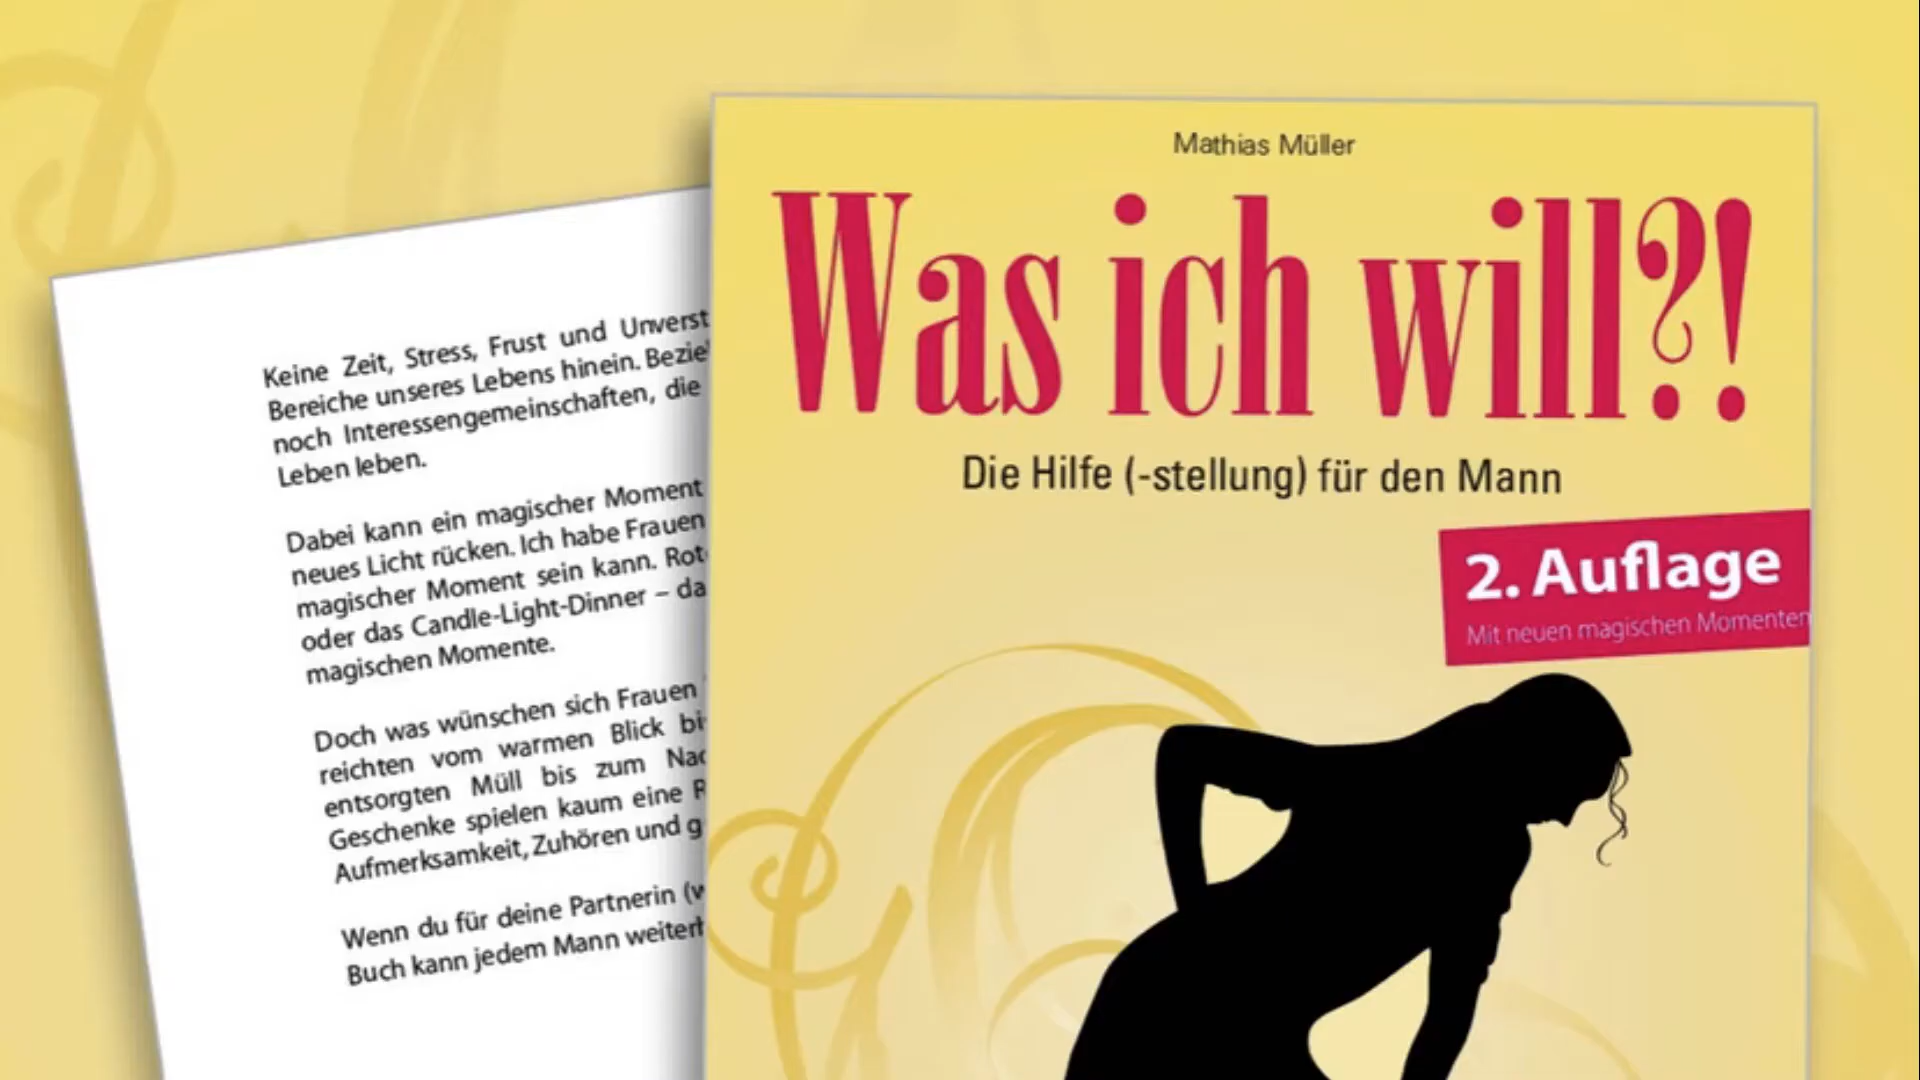 Keine Zeit, Stress, Frust und Unverst
Bereiche unseres Lebens hinein. Bezie
noch Interessengemeinschaften, die
Leben leben.
Dabei kann ein magischer Moment
neues Licht rücken. Ich habe Frauen
magischer Moment sein kann. Rot
oder das Candle-Light-Dinner – da
magischen Momente.
Doch was wünschen sich Frauen
reichten vom warmen Blick bi
entsorgten Müll bis zum Nac
Geschenke spielen kaum eine R
Aufmerksamkeit, Zuhören und g
Wenn du für deine Partnerin (w
Buch kann jedem Mann weiterh
Mathias Müller
Was ich will?!
Die Hilfe (-stellung) für den Mann
2. Auflage
Mit neuen magischen Momenten